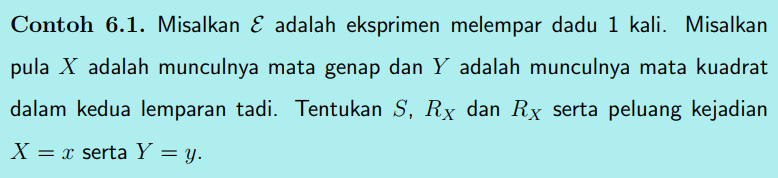 Contoh 6.1. Misalkan ℰ adalah eksprimen melempar dadu 1 kali. Misalkan
pula X adalah munculnya mata genap dan Y adalah munculnya mata kuadrat
dalam kedua lemparan tadi. Tentukan S, R_X dan R_X serta peluang kejadian
X = x serta Y = y.